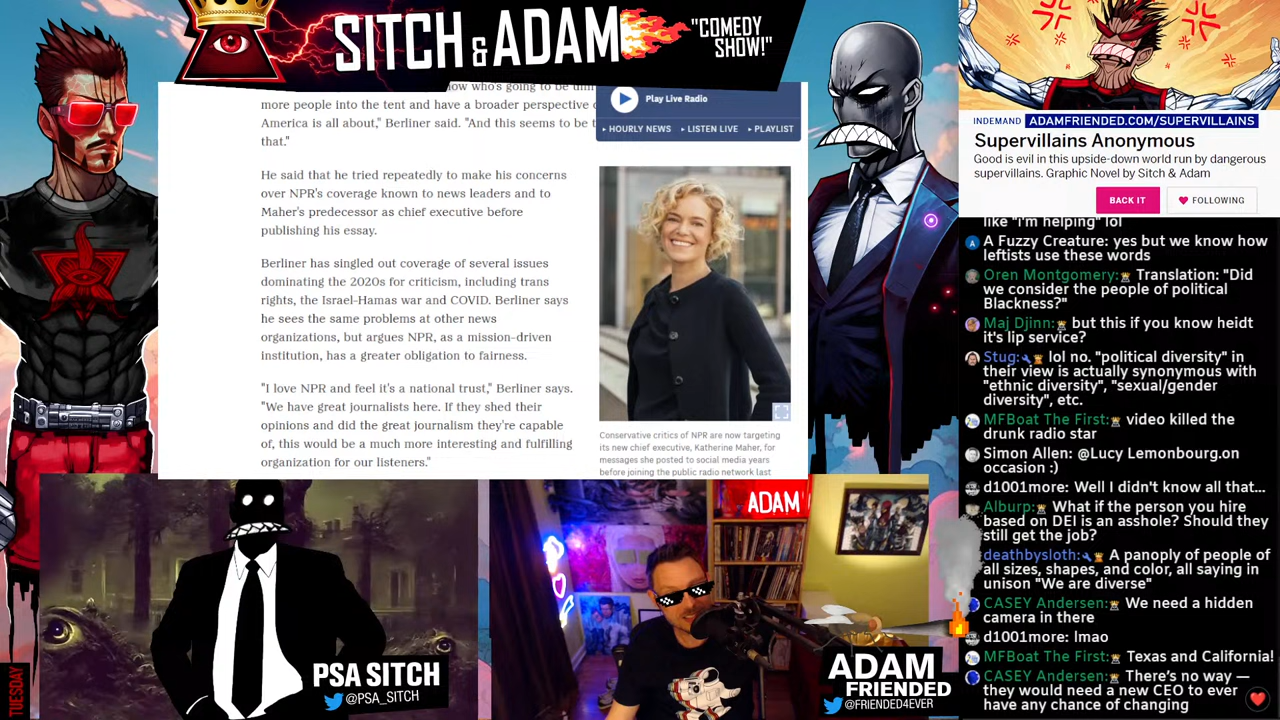 SITCH & ADAM
"COMEDY
SHOW!"
more people into the tent and have a broader perspective
America is all about," Berliner said. "And this seems to be
that."
He said that he tried repeatedly to make his concerns
over NPR's coverage known to news leaders and to
Maher's predecessor as chief executive before
publishing his essay.
Berliner has singled out coverage of several issues
dominating the 2020s for criticism, including trans
rights, the Israel-Hamas war and COVID. Berliner says
he sees the same problems at other news
organizations, but argues NPR, as a mission-driven
institution, has a greater obligation to fairness.
"I love NPR and feel it's a national trust," Berliner says.
"We have great journalists here. If they shed their
opinions and did the great journalism they're capable
of, this would be a much more interesting and fulfilling
organization for our listeners."
Play Live Radio
HOURLY NEWS LISTEN LIVE PLAYLIST
Conservative critics of NPR are now targeting
its new chief executive, Katherine Maher, for
messages she posted to social media years
before joining the public radio network last
INDEMAND ADAMFRIENDED.COM/SUPERVILLAINS
Supervillains Anonymous
Good is evil in this upside-down world run by dangerous
supervillains. Graphic Novel by Sitch & Adam
BACK IT
FOLLOWING
like "i'm helping" lol
A Fuzzy Creature: yes but we know how
leftists use these words
Oren Montgomery: Translation: "Did
we consider the people of political
Blackness?"
Maj Djinn: but this if you know heidt
it's lip service?
Stug: lol no. "political diversity" in
their view is actually synonymous with
"ethnic diversity", "sexual/gender
diversity", etc.
MFBoat The First: video killed the
drunk radio star
Simon Allen: @Lucy Lemonbourg.on
occasion :)
d1001more: Well I didn't know all that...
Alburp: What if the person you hire
based on DEI is an asshole? Should they
still get the job?
deathbysloth: A panoply of people of
all sizes, shapes, and color, all saying in
unison "We are diverse"
CASEY Andersen: We need a hidden
camera in there
d1001more: lmao
MFBoat The First: Texas and California!
CASEY Andersen: There's no way —
they would need a new CEO to ever
have any chance of changing
ADAM
PSA SITCH
@PSA_SITCH
ADAM
FRIENDED
@FRIENDED4EVER
TUESDAY